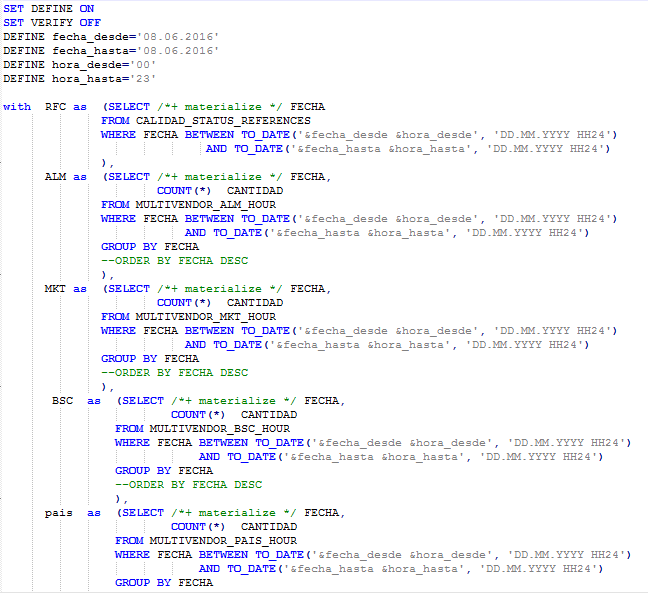 SET DEFINE ON
SET VERIFY OFF
DEFINE fecha_desde='08.06.2016'
DEFINE fecha_hasta='08.06.2016'
DEFINE hora_desde='00'
DEFINE hora_hasta='23'
with RFC as (SELECT /*+ materialize */ FECHA
FROM CALIDAD_STATUS_REFERENCES
WHERE FECHA BETWEEN TO_DATE('&fecha_desde &hora_desde', 'DD.MM.YYYY HH24')
AND TO_DATE('&fecha_hasta &hora_hasta', 'DD.MM.YYYY HH24')
),
ALM as (SELECT /*+ materialize */ FECHA,
COUNT(*) CANTIDAD
FROM MULTIVENDOR_ALM_HOUR
WHERE FECHA BETWEEN TO_DATE('&fecha_desde &hora_desde', 'DD.MM.YYYY HH24')
AND TO_DATE('&fecha_hasta &hora_hasta', 'DD.MM.YYYY HH24')
GROUP BY FECHA
--ORDER BY FECHA DESC
),
MKT as (SELECT /*+ materialize */ FECHA,
COUNT(*) CANTIDAD
FROM MULTIVENDOR_MKT_HOUR
WHERE FECHA BETWEEN TO_DATE('&fecha_desde &hora_desde', 'DD.MM.YYYY HH24')
AND TO_DATE('&fecha_hasta &hora_hasta', 'DD.MM.YYYY HH24')
GROUP BY FECHA
--ORDER BY FECHA DESC
),
BSC as (SELECT /*+ materialize */ FECHA,
COUNT(*) CANTIDAD
FROM MULTIVENDOR_BSC_HOUR
WHERE FECHA BETWEEN TO_DATE('&fecha_desde &hora_desde', 'DD.MM.YYYY HH24')
AND TO_DATE('&fecha_hasta &hora_hasta', 'DD.MM.YYYY HH24')
GROUP BY FECHA
--ORDER BY FECHA DESC
),
pais as (SELECT /*+ materialize */ FECHA,
COUNT(*) CANTIDAD
FROM MULTIVENDOR_PAIS_HOUR
WHERE FECHA BETWEEN TO_DATE('&fecha_desde &hora_desde', 'DD.MM.YYYY HH24')
AND TO_DATE('&fecha_hasta &hora_hasta', 'DD.MM.YYYY HH24')
GROUP BY FECHA